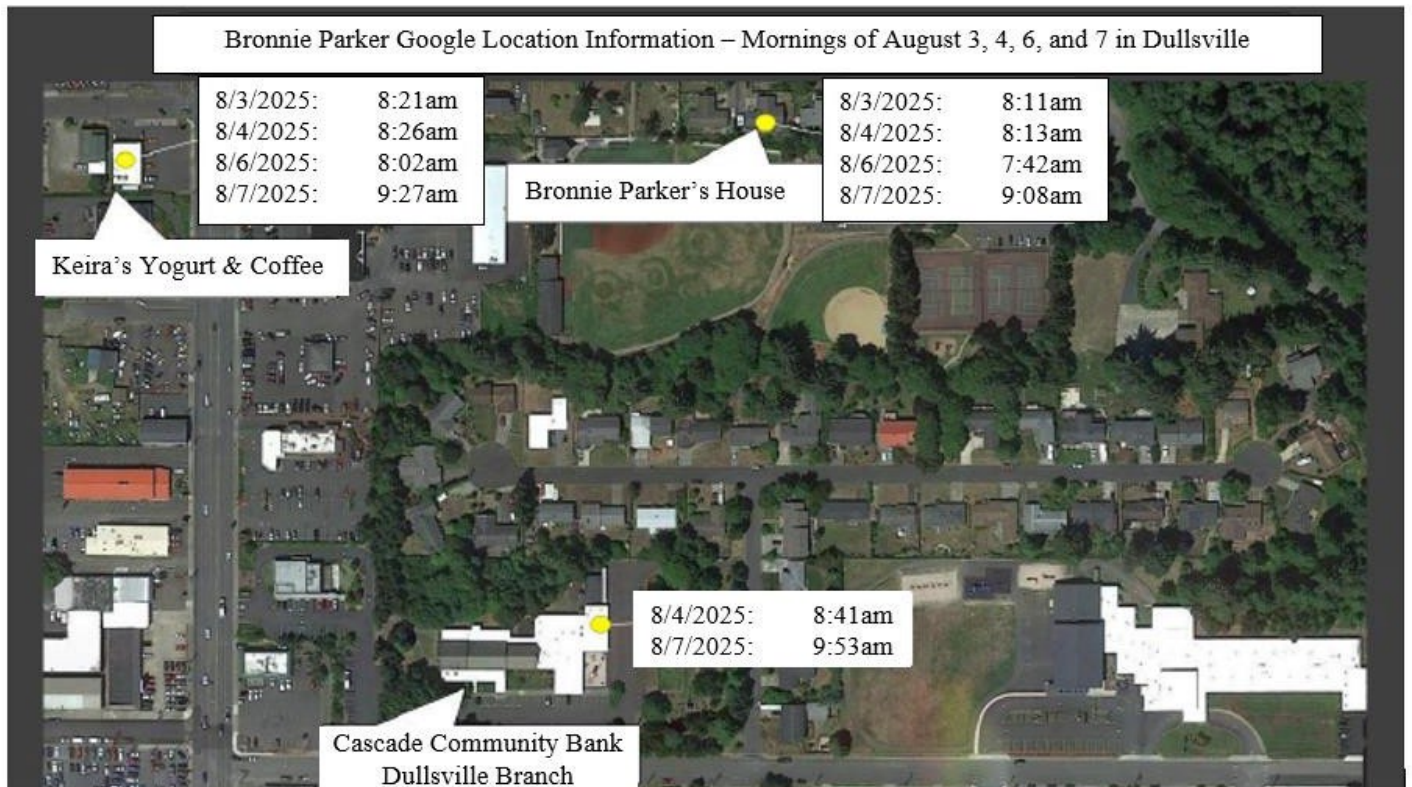 Bronnie Parker Google Location Information – Mornings of August 3, 4, 6, and 7 in Dullsville
8/3/2025: 8:21am
8/4/2025: 8:26am
8/6/2025: 8:02am
8/7/2025: 9:27am
Keira’s Yogurt & Coffee
8/3/2025: 8:11am
8/4/2025: 8:13am
8/6/2025: 7:42am
8/7/2025: 9:08am
Bronnie Parker’s House
8/4/2025: 8:41am
8/7/2025: 9:53am
Cascade Community Bank
Dullsville Branch